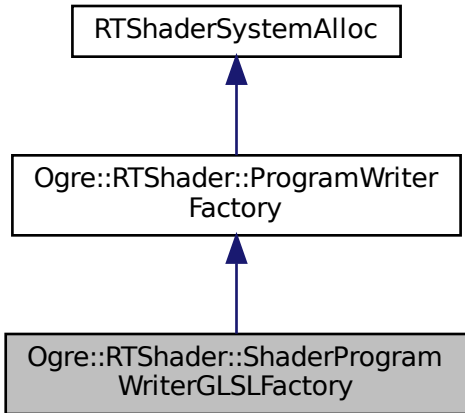 RTShaderSystemAlloc
Ogre::RTShader::ProgramWriter
Factory
Ogre::RTShader::ShaderProgram
WriterGLSLFactory